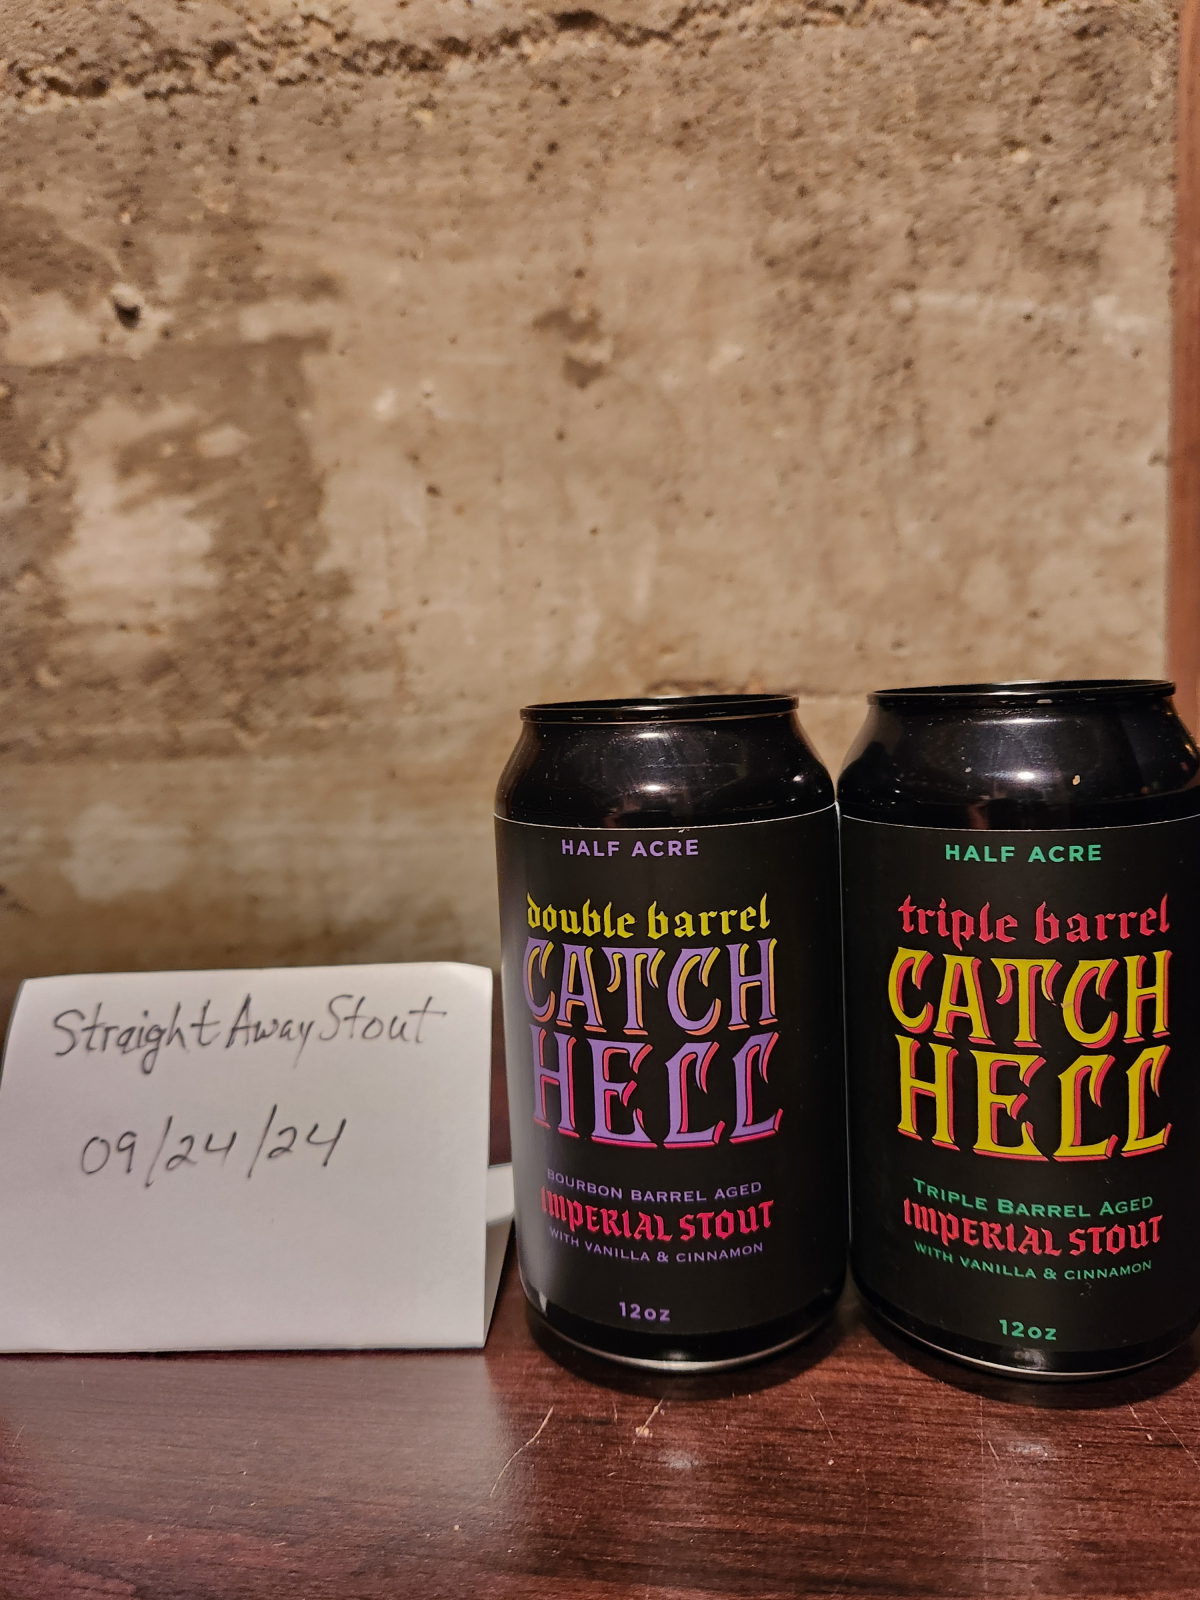 Straight Away Stout
09/24/24
HALF ACRE
double barrel
CATCH
HELL
BOURBON BARREL AGED
IMPERIAL STOUT
WITH VANILLA & CINNAMON
12oz
HALF ACRE
triple barrel
CATCH
HELL
TRIPLE BARREL AGED
IMPERIAL STOUT
WITH VANILLA & CINNAMON
12oz